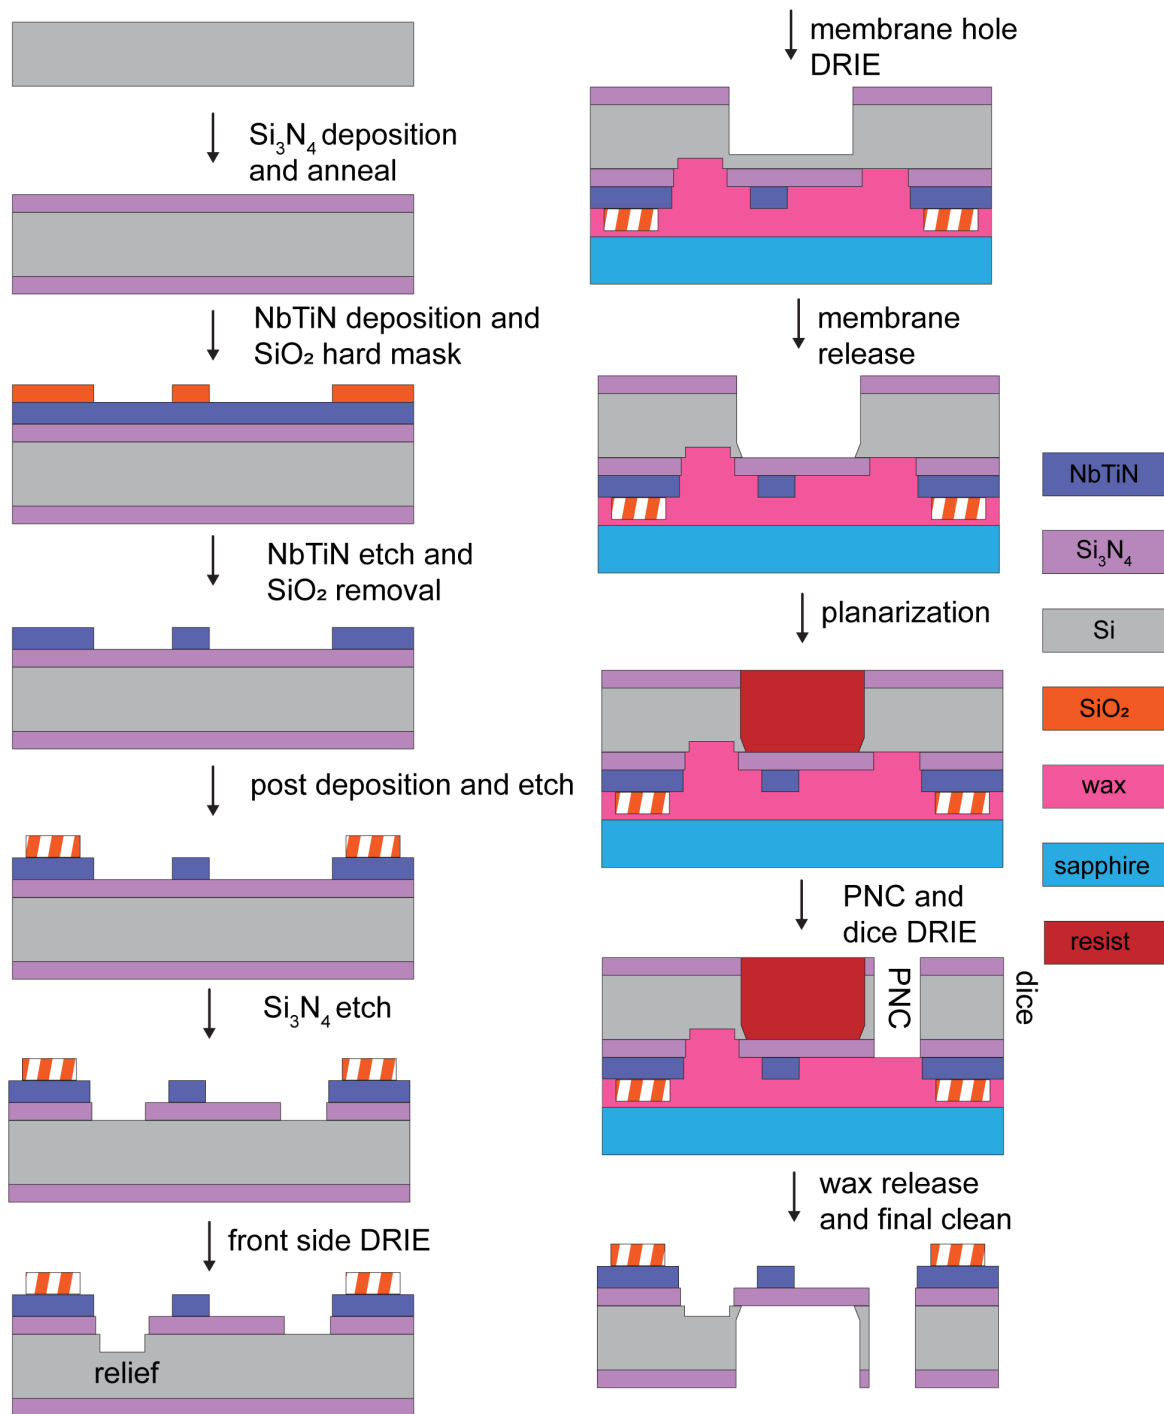 Si₃N₄ deposition
and anneal
NbTiN deposition and
SiO₂ hard mask
NbTiN etch and
SiO₂ removal
post deposition and etch
Si₃N₄ etch
front side DRIE
relief
membrane hole
DRIE
membrane
release
planarization
PNC and
dice DRIE
PNC
dice
wax release
and final clean
NbTiN
Si₃N₄
Si
SiO₂
wax
sapphire
resist